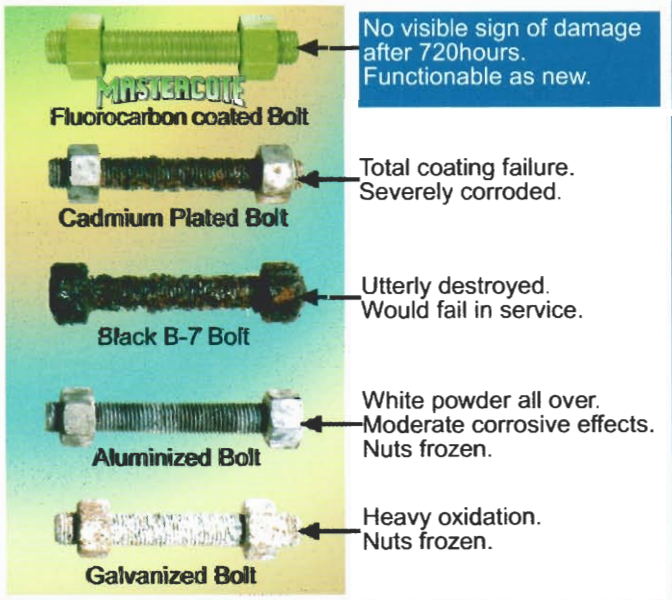 No visible sign of damage
after 720hours.
Functionable as new.
MASTERCOTE
Fluorocarbon coated Bolt
Total coating failure.
Severely corroded.
Cadmium Plated Bolt
Utterly destroyed.
Would fail in service.
Black B-7 Bolt
White powder all over.
Moderate corrosive effects.
Nuts frozen.
Aluminized Bolt
Heavy oxidation.
Nuts frozen.
Galvanized Bolt